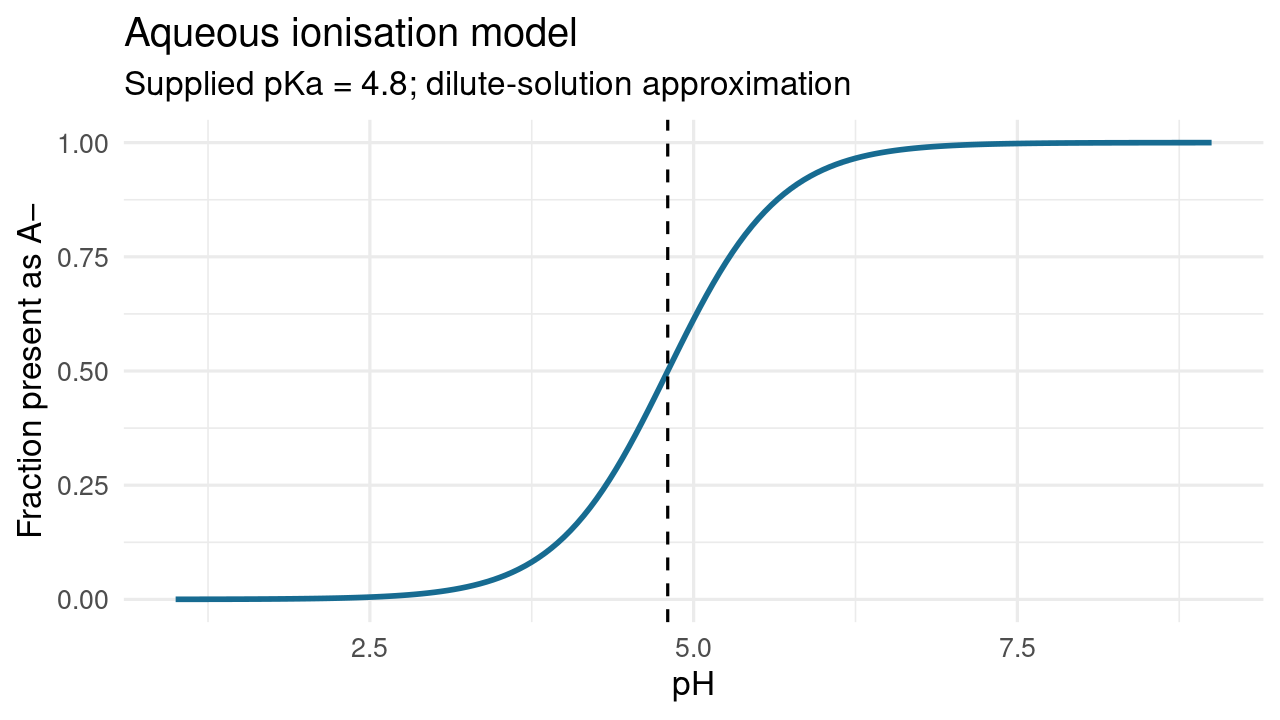 Aqueous ionisation model
Supplied pKa = 4.8; dilute-solution approximation
Fraction present as A−
1.00
0.75
0.50
0.25
0.00
2.5 5.0 7.5
pH